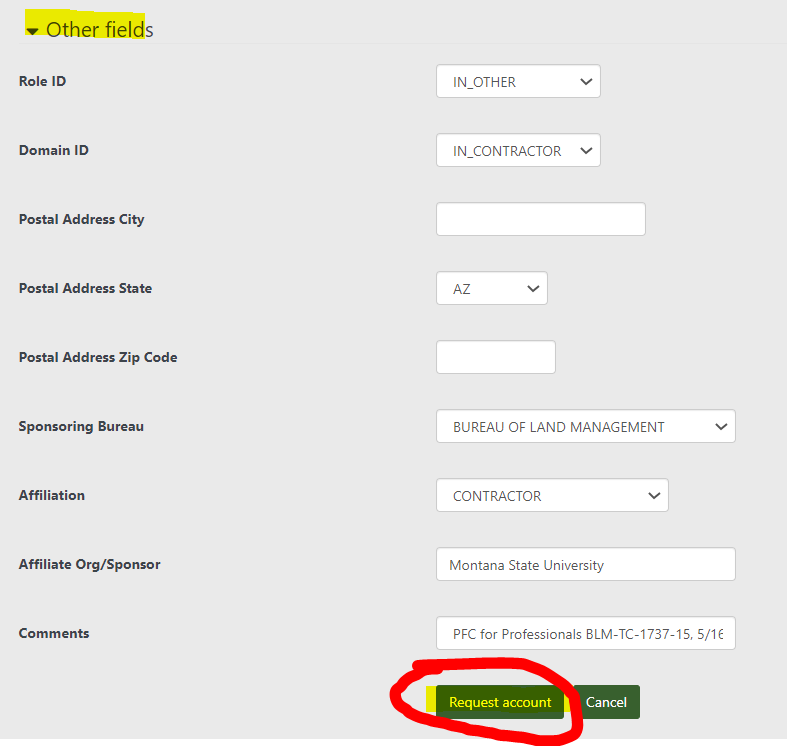 Other fields
Role ID IN_OTHER
Domain ID IN_CONTRACTOR
Postal Address City
Postal Address State AZ
Postal Address Zip Code
Sponsoring Bureau BUREAU OF LAND MANAGEMENT
Affiliation CONTRACTOR
Affiliate Org/Sponsor Montana State University
Comments PFC for Professionals BLM-TC-1737-15, 5/16
Request account Cancel